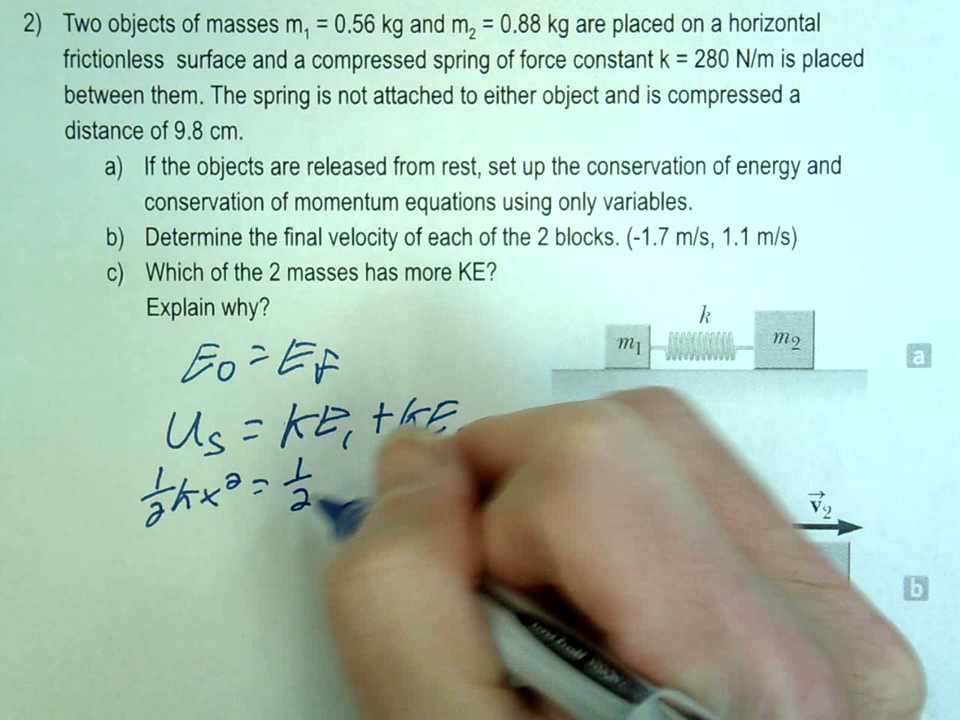 2) Two objects of masses m₁ = 0.56 kg and m₂ = 0.88 kg are placed on a horizontal
frictionless surface and a compressed spring of force constant k = 280 N/m is placed
between them. The spring is not attached to either object and is compressed a
distance of 9.8 cm.
a) If the objects are released from rest, set up the conservation of energy and
conservation of momentum equations using only variables.
b) Determine the final velocity of each of the 2 blocks. (-1.7 m/s, 1.1 m/s)
c) Which of the 2 masses has more KE?
Explain why?
k
m₁ m₂
a
E₀ = E_F
U_S = KE₁ + KE
½kx² = ½
v⃗₂
b